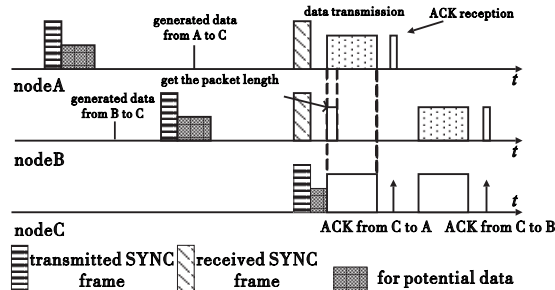 generated data
from A to C
data transmission
ACK reception
t
nodeA
get the packet length
generated data
from B to C
t
nodeB
t
nodeC
ACK from C to A
ACK from C to B
transmitted SYNC
frame
received SYNC
frame
for potential data